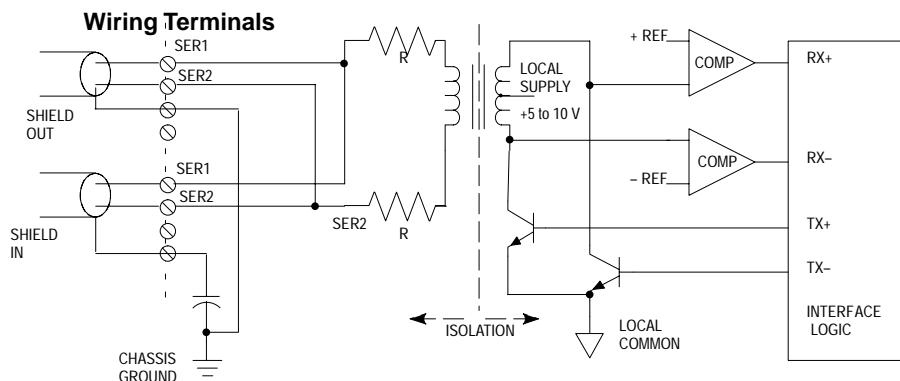 Wiring Terminals
SER1
SER2
SHIELD
OUT
SER1
SER2
SHIELD
IN
CHASSIS
GROUND
R
SER2
R
LOCAL
SUPPLY
+5 to 10 V
ISOLATION
+ REF
COMP
RX+
COMP
RX–
– REF
TX+
TX–
LOCAL
COMMON
INTERFACE
LOGIC